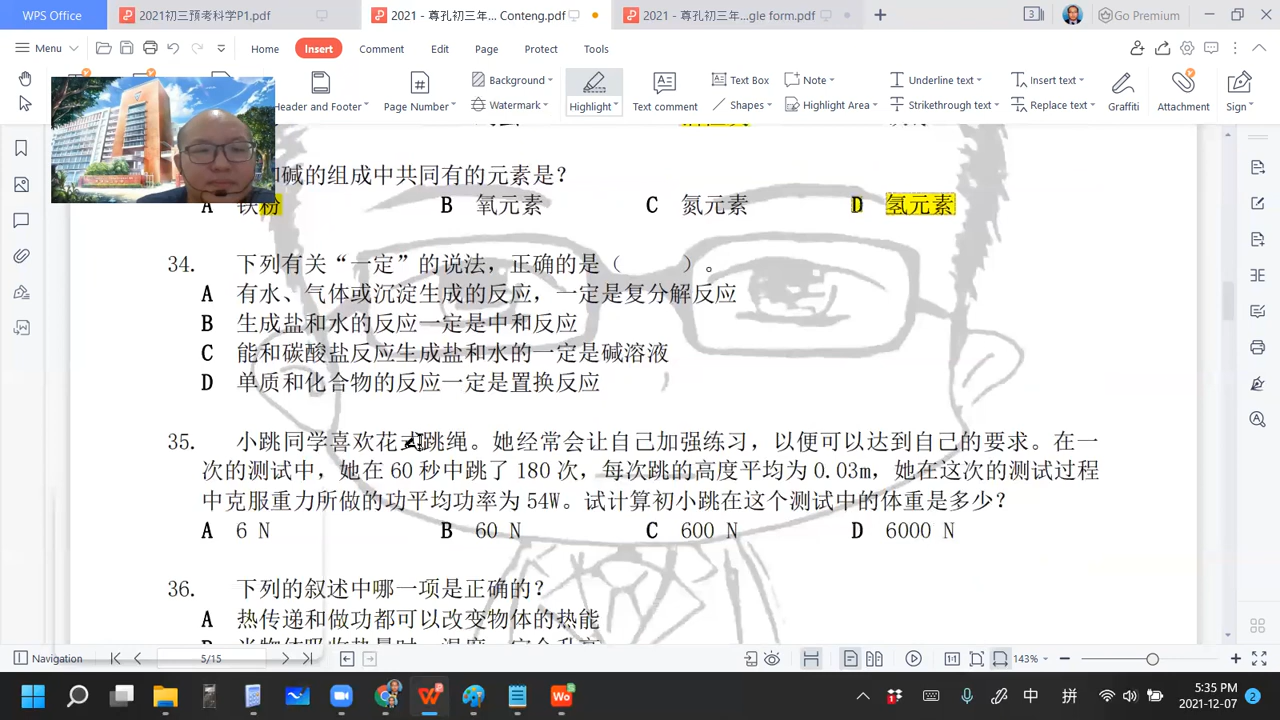 WPS Office
2021初三预考科学P1.pdf
2021 - 尊孔初三年... Conteng.pdf
2021 - 尊孔初三年...gle form.pdf
3
Go Premium
Menu
Home
Insert
Comment
Edit
Page
Protect
Tools
Header and Footer
Page Number
Background
Watermark
Highlight
Text comment
Text Box
Shapes
Note
Highlight Area
Underline text
Strikethrough text
Insert text
Replace text
Graffiti
Attachment
Sign
和碱的组成中共同有的元素是?
A 铁粉 B 氧元素 C 氮元素 D 氢元素
34. 下列有关“一定”的说法，正确的是（ ）。
A 有水、气体或沉淀生成的反应，一定是复分解反应
B 生成盐和水的反应一定是中和反应
C 能和碳酸盐反应生成盐和水的一定是碱溶液
D 单质和化合物的反应一定是置换反应
35. 小跳同学喜欢花式跳绳。她经常会让自己加强练习，以便可以达到自己的要求。在一
次的测试中，她在 60 秒中跳了 180 次，每次跳的高度平均为 0.03m，她在这次的测试过程
中克服重力所做的功平均功率为 54W。试计算初小跳在这个测试中的体重是多少?
A 6 N B 60 N C 600 N D 6000 N
36. 下列的叙述中哪一项是正确的?
A 热传递和做功都可以改变物体的热能
Navigation
5/15
1:1
143%
中
拼
5:35 PM
2021-12-07
2